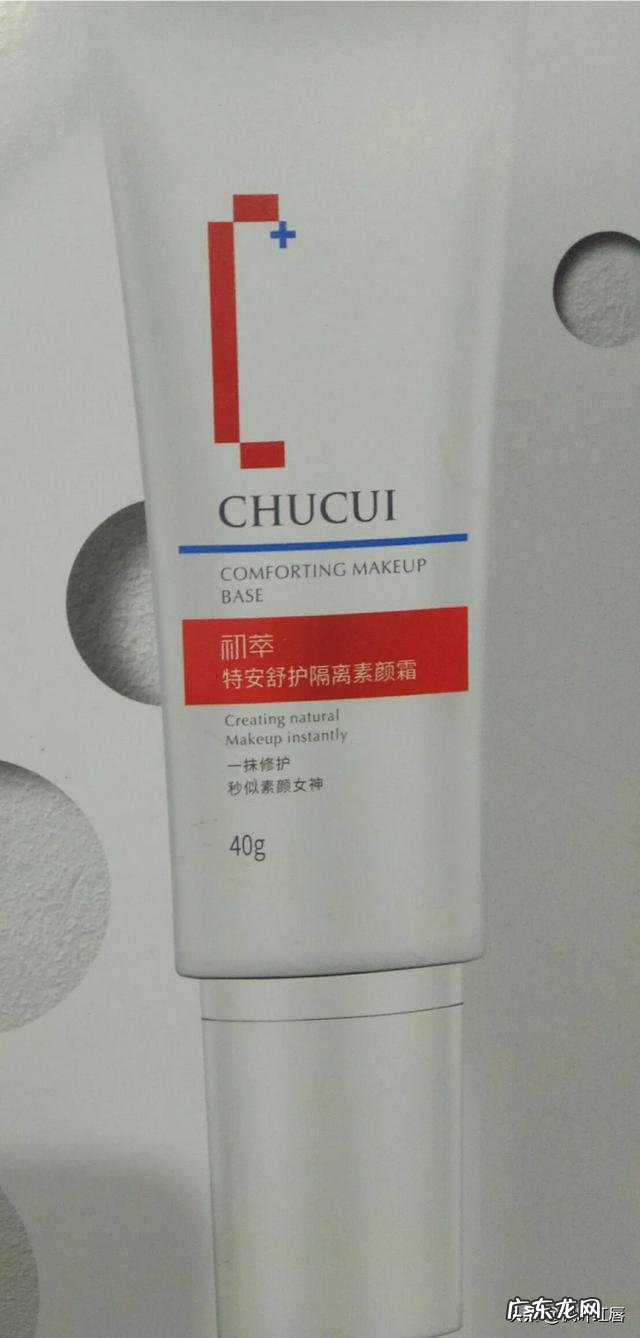 CHUCUI
COMFORTING MAKEUP
BASE
初萃
特安舒护隔离素颜霜
Creating natural
Makeup instantly
一抹修护
秒似素颜女神
40g
广东龙网